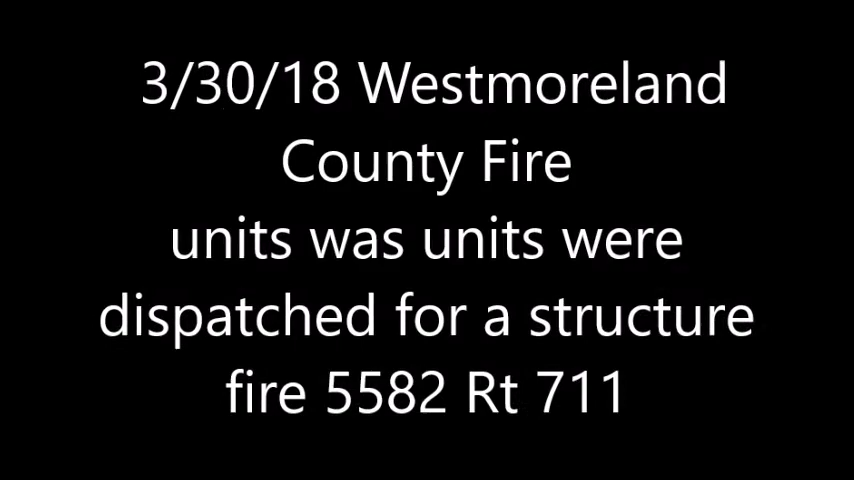 3/30/18 Westmoreland
County Fire
units was units were
dispatched for a structure
fire 5582 Rt 711